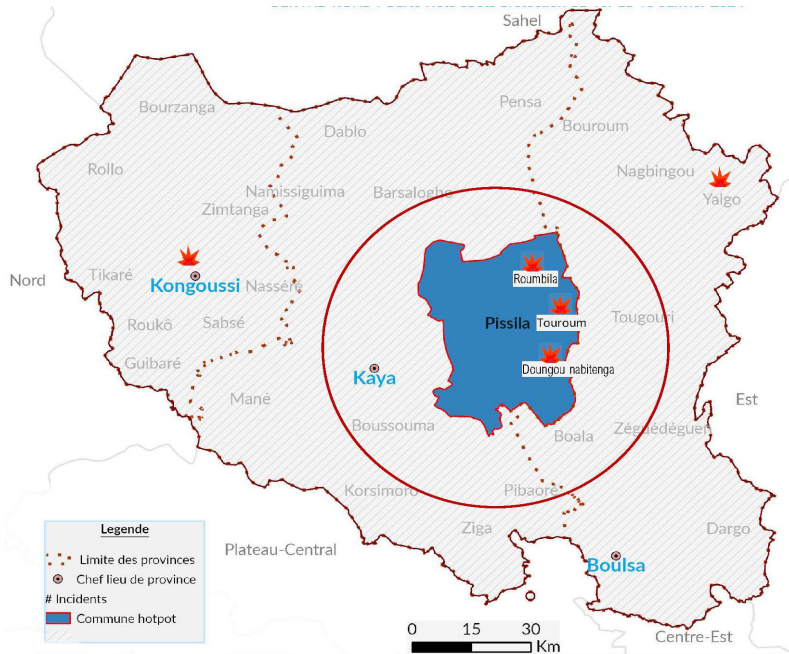 Sahel
Pensa
Bourzanga
Dablo
Bouroum
Rollo
Nagbingou
Namissiguima
Barsalogho
Yalgo
Zimtanga
Nord
Tikaré
Kongoussi
Nasséré
Roumbila
Roukô
Sabsé
Pissila
Touroum
Tougouri
Guibaré
Doungou nabitenga
Kaya
Mané
Est
Boussouma
Boala
Zéguédéguen
Korsimoro
Pibaoré
Ziga
Dargo
Plateau-Central
Boulsa
Centre-Est
Legende
Limite des provinces
Chef lieu de province
# Incidents
Commune hotpot
0 15 30
Km